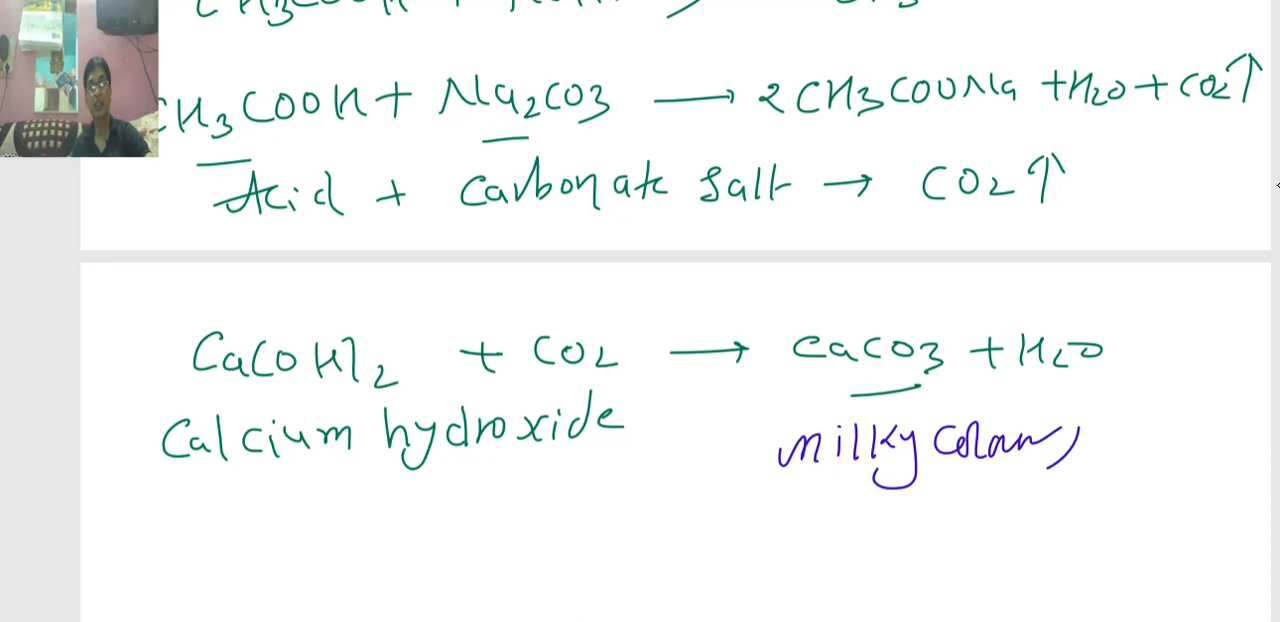 CH3COOH +
CH3COOH + Na2CO3 → 2CH3COONa + H2O + CO2↑
Acid + Carbonate Salt → CO2↑
Ca(OH)2 + CO2 → CaCO3 + H2O
Calcium hydroxide milky colour